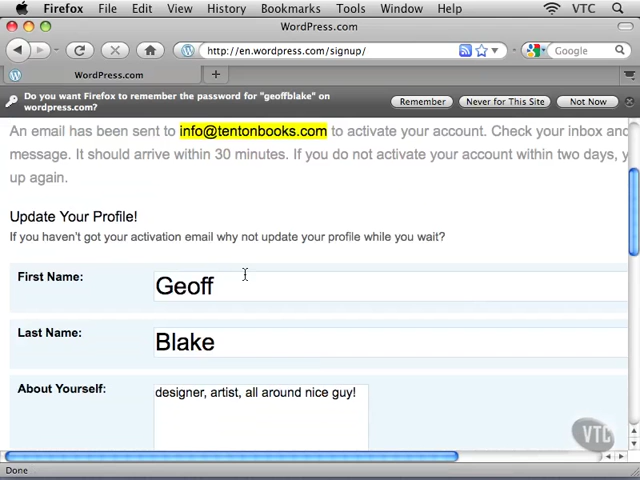 Firefox File Edit View History Bookmarks Tools Window Help VTC
WordPress.com
http://en.wordpress.com/signup/
Google
WordPress.com
Do you want Firefox to remember the password for "geoffblake" on
wordpress.com?
Remember
Never for This Site
Not Now
An email has been sent to info@tentonbooks.com to activate your account. Check your inbox and
message. It should arrive within 30 minutes. If you do not activate your account within two days, y
up again.
Update Your Profile!
If you haven't got your activation email why not update your profile while you wait?
First Name:
Geoff
Last Name:
Blake
About Yourself:
designer, artist, all around nice guy!
VTC
Done